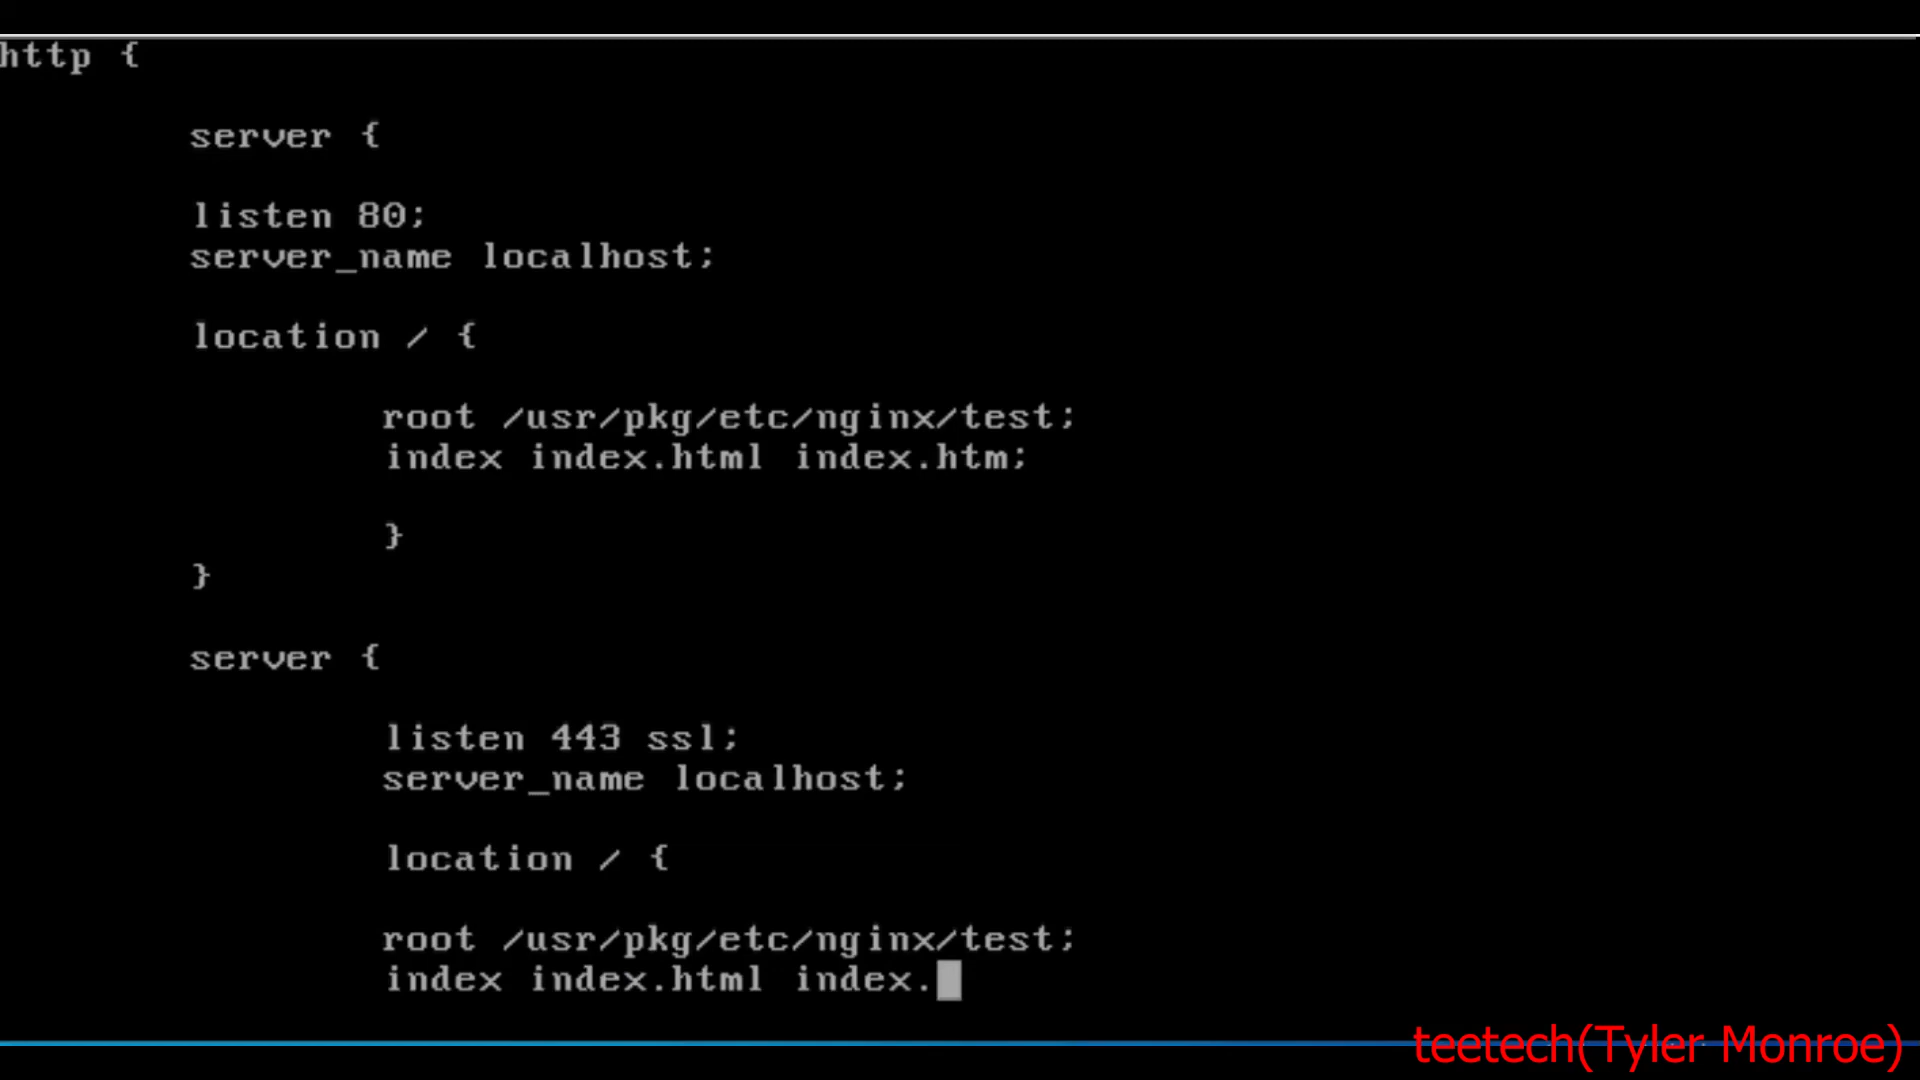 http {
server {
listen 80;
server_name localhost;
location / {
root /usr/pkg/etc/nginx/test;
index index.html index.htm;
}
}
server {
listen 443 ssl;
server_name localhost;
location / {
root /usr/pkg/etc/nginx/test;
index index.html index.
teetech(Tyler Monroe)